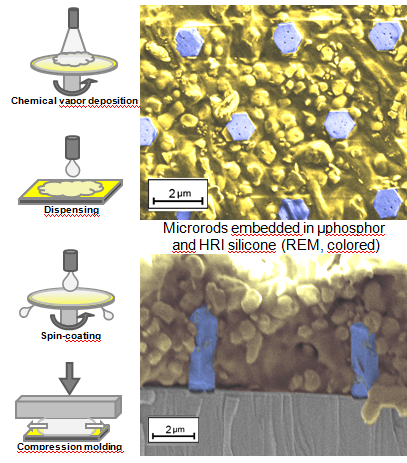 Chemical vapor deposition
Dispensing
Spin-coating
Compression molding
2 µm
Microrods embedded in µphosphor
and HRI silicone (REM, colored)
2 µm